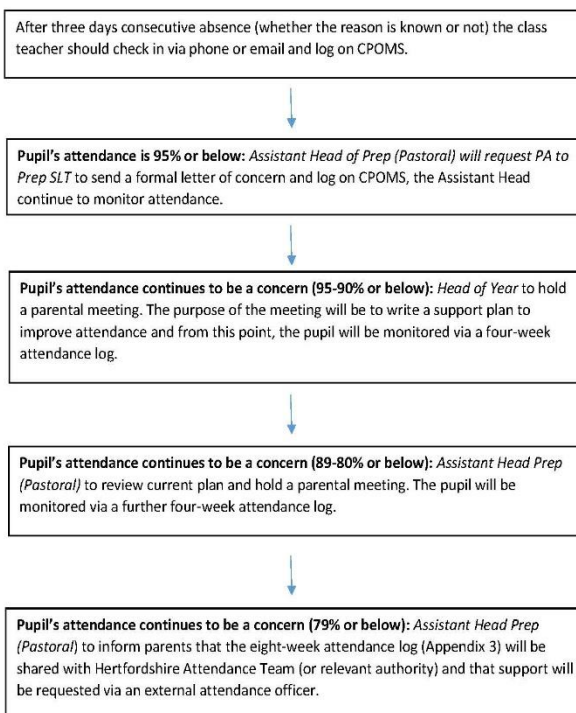 After three days consecutive absence (whether the reason is known or not) the class
teacher should check in via phone or email and log on CPOMS.
Pupil's attendance is 95% or below: Assistant Head of Prep (Pastoral) will request PA to
Prep SLT to send a formal letter of concern and log on CPOMS, the Assistant Head
continue to monitor attendance.
Pupil's attendance continues to be a concern (95-90% or below): Head of Year to hold
a parental meeting. The purpose of the meeting will be to write a support plan to
improve attendance and from this point, the pupil will be monitored via a four-week
attendance log.
Pupil's attendance continues to be a concern (89-80% or below): Assistant Head Prep
(Pastoral) to review current plan and hold a parental meeting. The pupil will be
monitored via a further four-week attendance log.
Pupil's attendance continues to be a concern (79% or below): Assistant Head Prep
(Pastoral) to inform parents that the eight-week attendance log (Appendix 3) will be
shared with Hertfordshire Attendance Team (or relevant authority) and that support will
be requested via an external attendance officer.